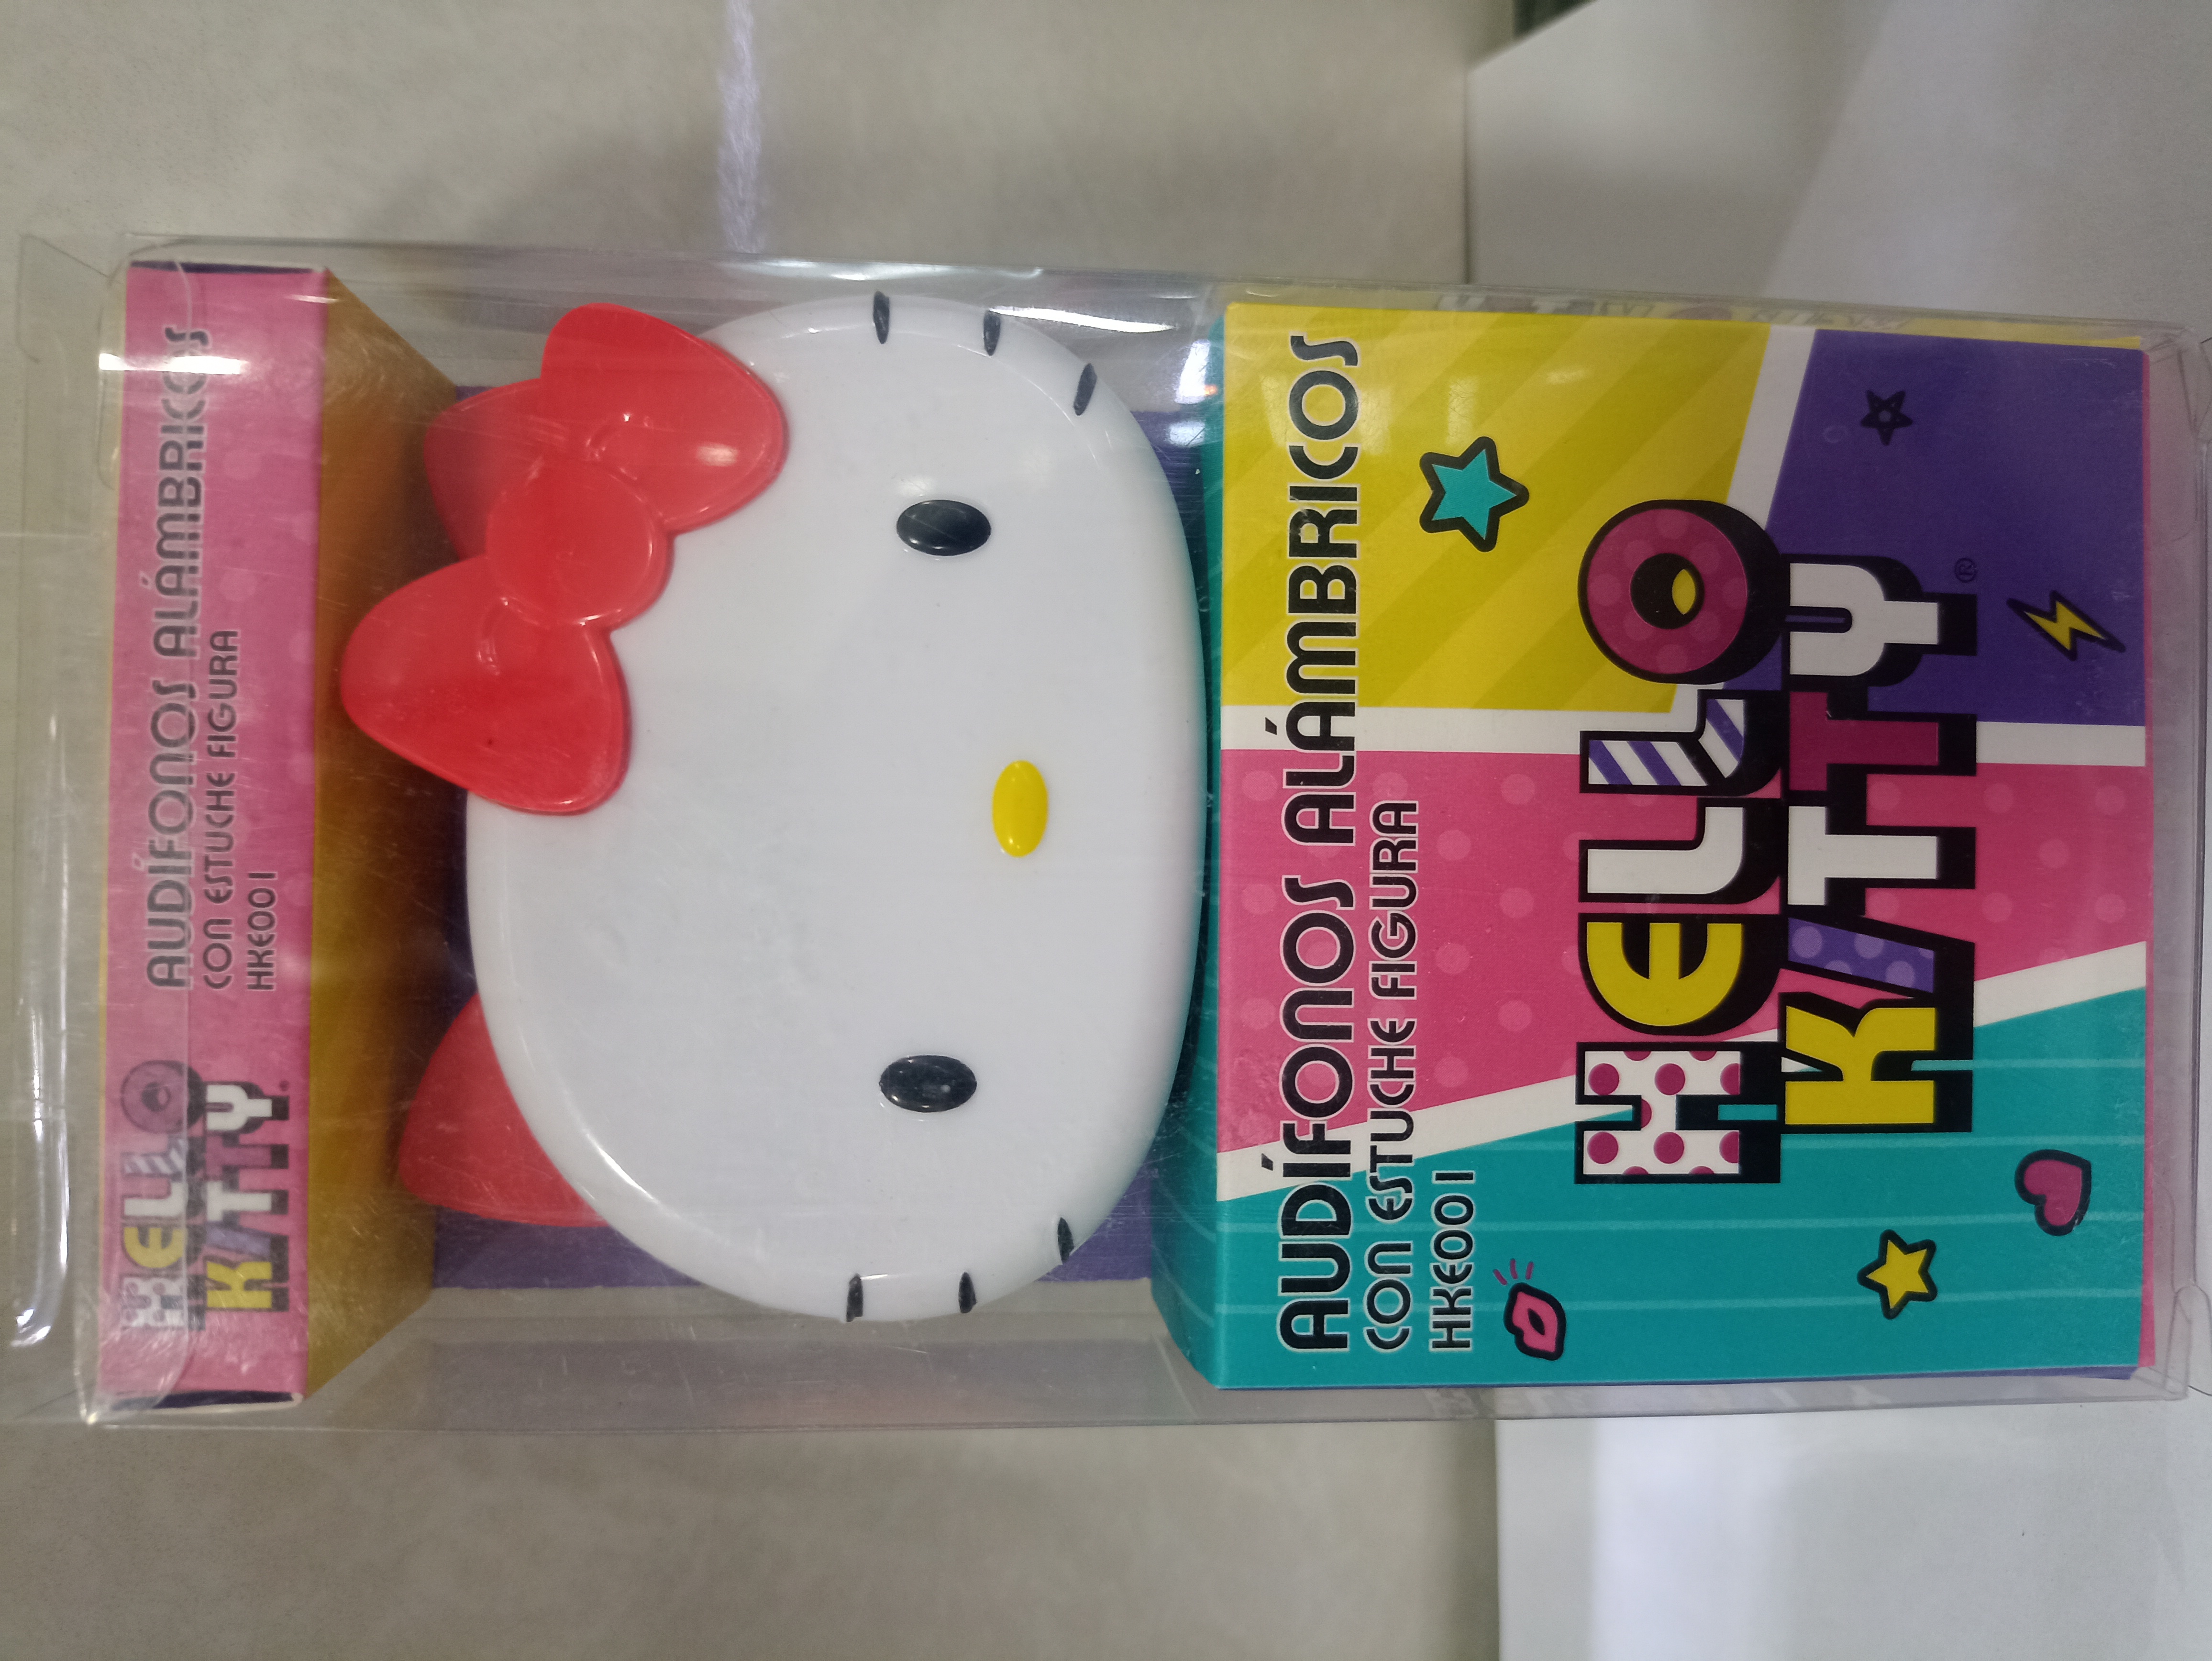 HELLO
KITTY
AUDÍFONOS ALÁMBRICOS
CON ESTUCHE FIGURA
HKE001
AUDÍFONOS ALÁMBRICOS
CON ESTUCHE FIGURA
HKE001
HELLO
KITTY®